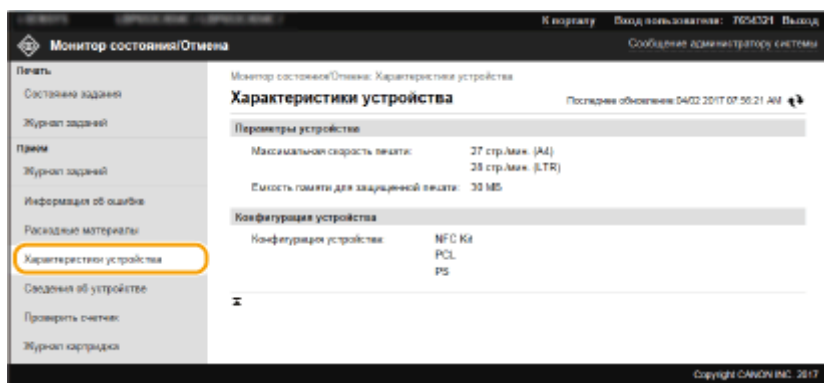 К порталу Вход пользователя: 7654321 Выход
Монитор состояния/Отмена
Сообщение администратору системы
Печать
Состояние задания
Журнал заданий
Прием
Журнал заданий
Информация об ошибке
Расходные материалы
Характеристики устройства
Сведения об устройстве
Проверить счетчик
Журнал картриджа
Монитор состояния/Отмена: Характеристики устройства
Характеристики устройства
Последнее обновление: 04/02 2017 07:56:21 AM
Параметры устройства
Максимальная скорость печати: 27 стр./мин. (A4)
28 стр./мин. (LTR)
Емкость памяти для защищенной печати: 30 МБ
Конфигурация устройства
Конфигурация устройства: NFC Kit
PCL
PS
Copyright CANON INC. 2017